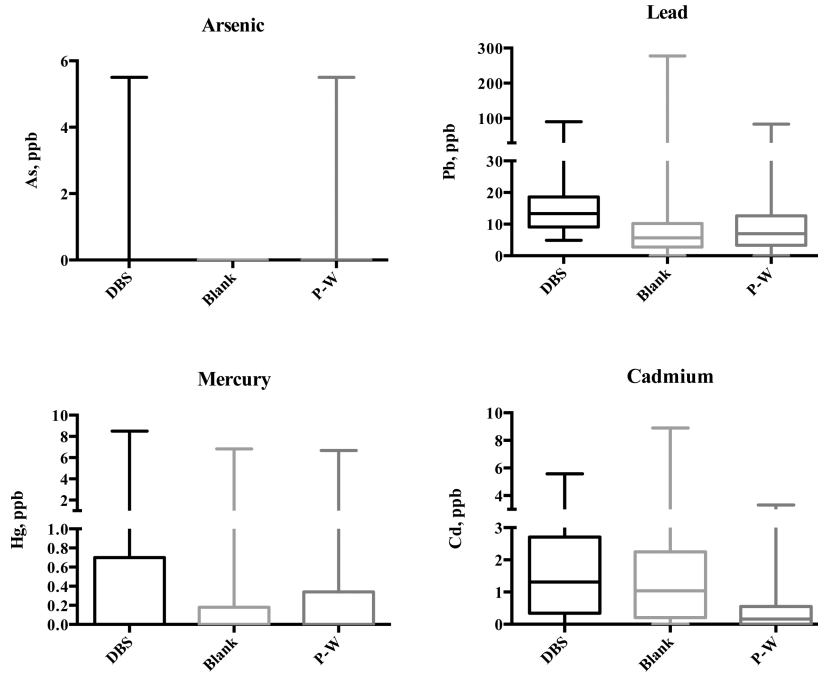 Arsenic
As, ppb
6
4
2
0
DBS
Blank
P-W
Lead
Pb, ppb
300
200
100
30
20
10
0
DBS
Blank
P-W
Mercury
Hg, ppb
10
8
6
4
2
1.0
0.8
0.6
0.4
0.2
0.0
DBS
Blank
P-W
Cadmium
Cd, ppb
10
8
6
4
3
2
1
0
DBS
Blank
P-W